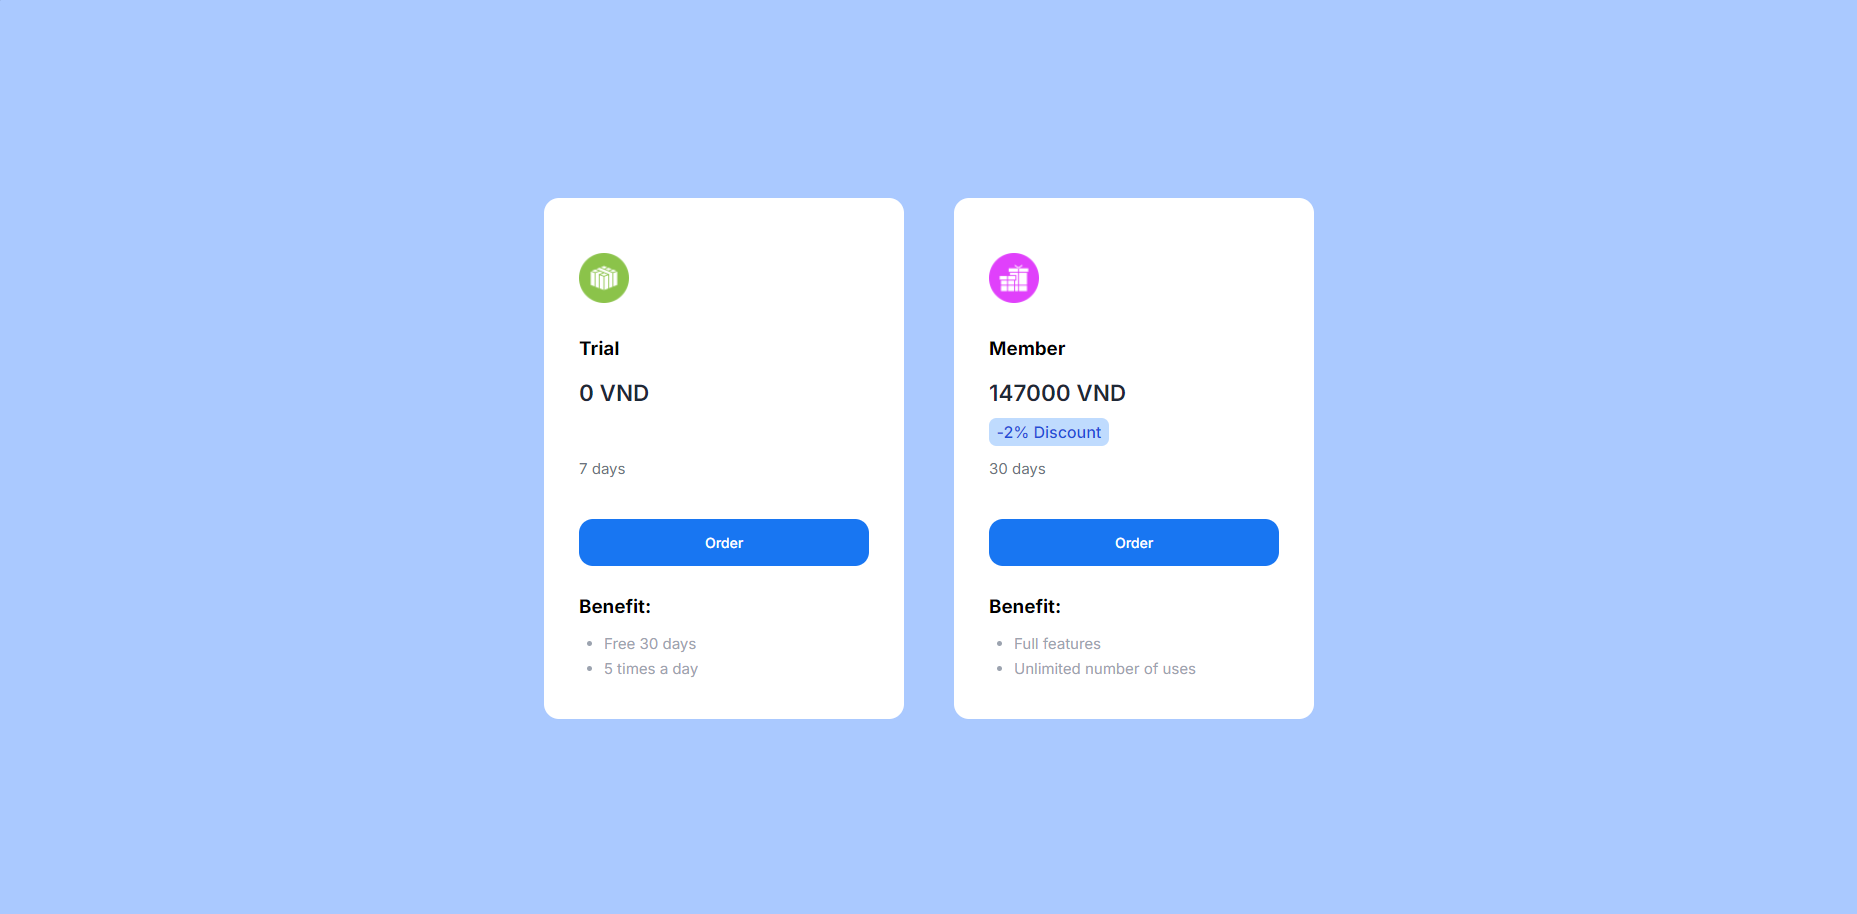 Trial
0 VND
7 days
Order
Benefit:
Free 30 days
5 times a day
Member
147000 VND
-2% Discount
30 days
Order
Benefit:
Full features
Unlimited number of uses